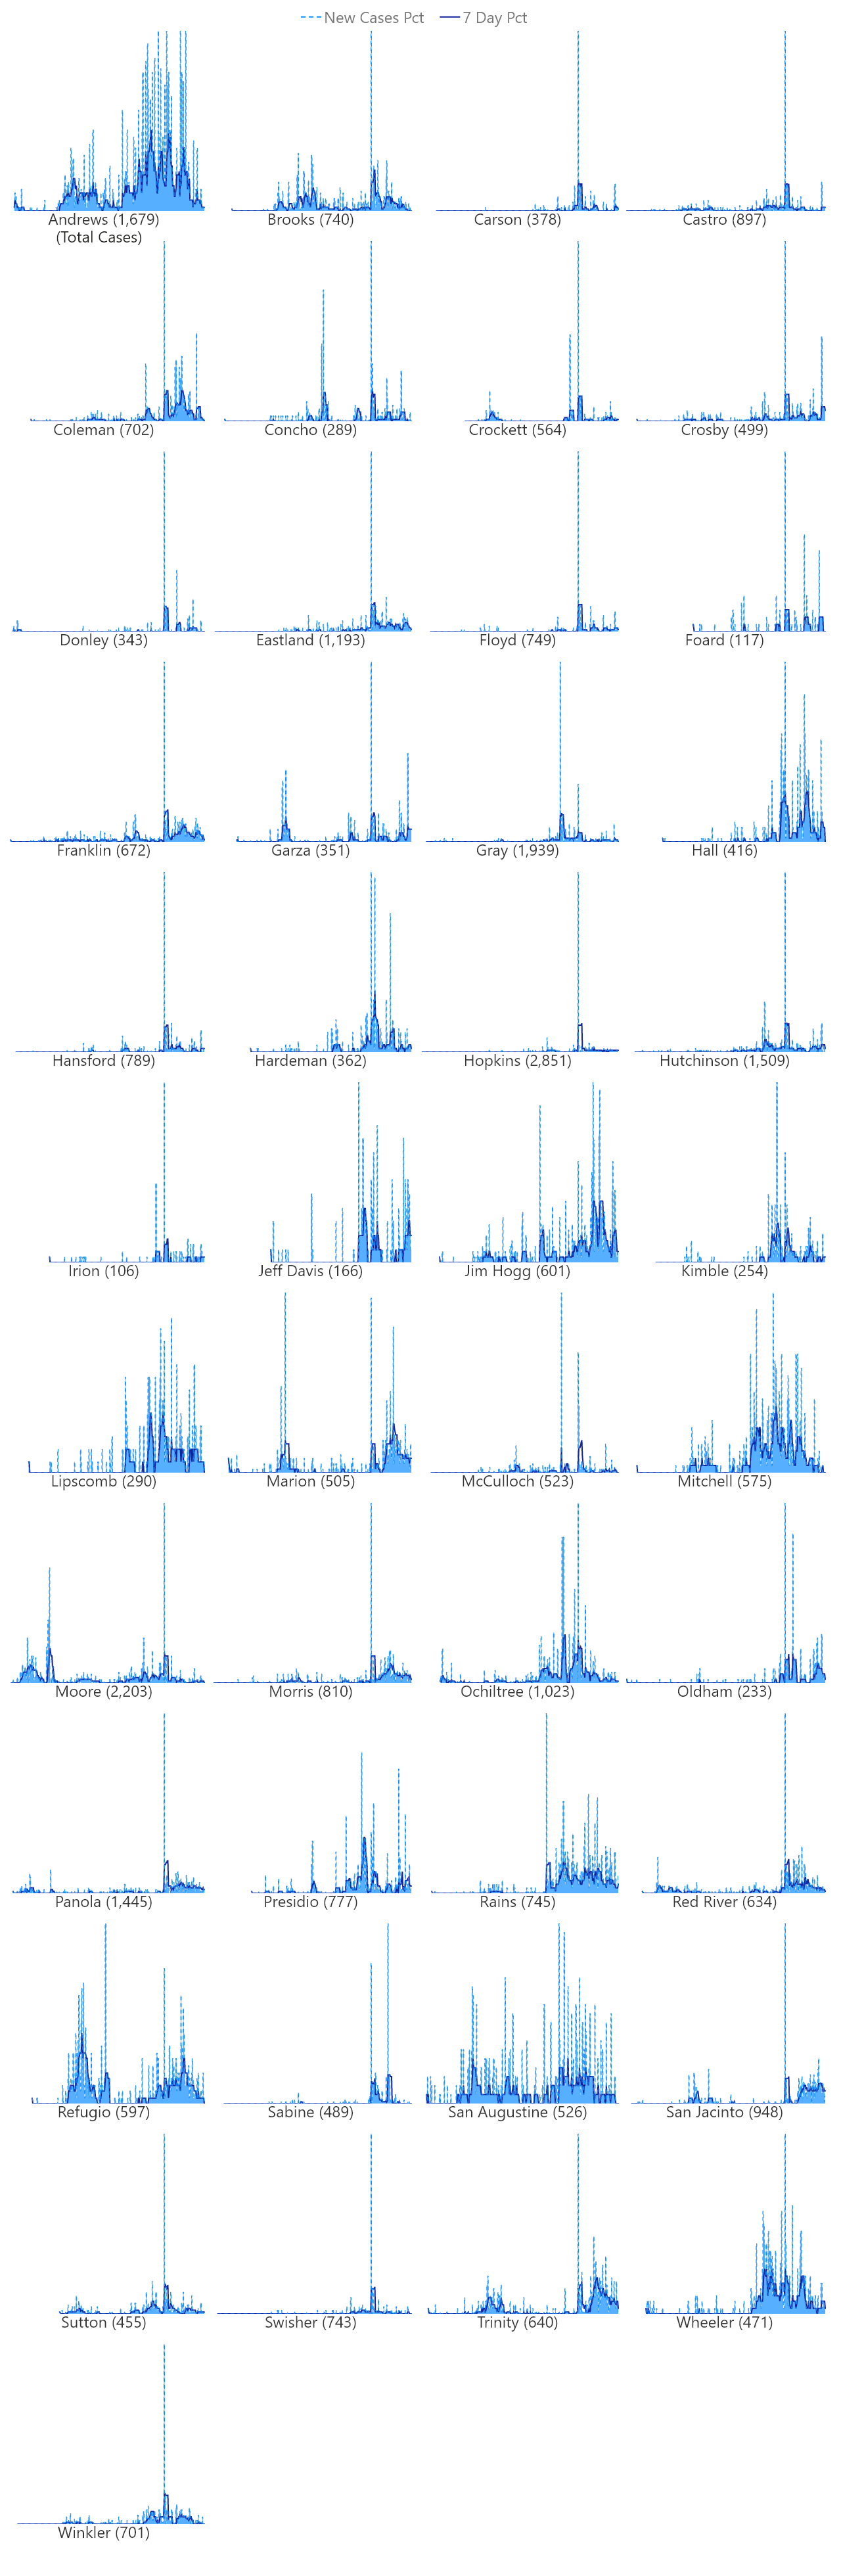 New Cases Pct 7 Day Pct
Andrews (1,679) Brooks (740) Carson (378) Castro (897)
(Total Cases)
Coleman (702) Concho (289) Crockett (564) Crosby (499)
Donley (343) Eastland (1,193) Floyd (749) Foard (117)
Franklin (672) Garza (351) Gray (1,939) Hall (416)
Hansford (789) Hardeman (362) Hopkins (2,851) Hutchinson (1,509)
Irion (106) Jeff Davis (166) Jim Hogg (601) Kimble (254)
Lipscomb (290) Marion (505) McCulloch (523) Mitchell (575)
Moore (2,203) Morris (810) Ochiltree (1,023) Oldham (233)
Panola (1,445) Presidio (777) Rains (745) Red River (634)
Refugio (597) Sabine (489) San Augustine (526) San Jacinto (948)
Sutton (455) Swisher (743) Trinity (640) Wheeler (471)
Winkler (701)